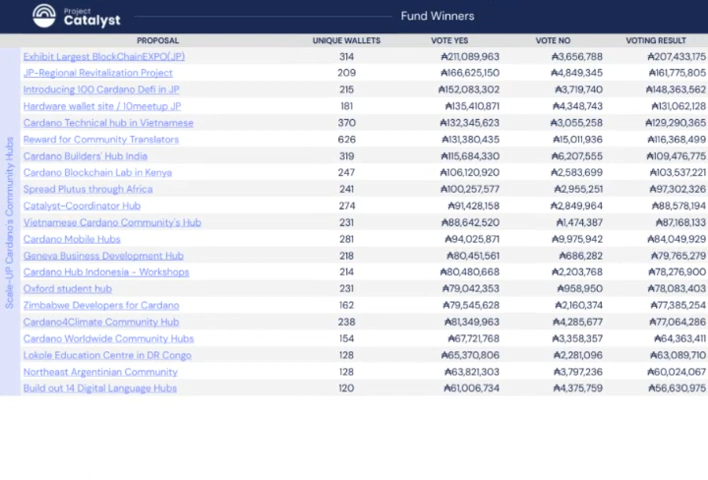 Project
Catalyst
Fund Winners
PROPOSAL UNIQUE WALLETS VOTE YES VOTE NO VOTING RESULT
Scale-UP Cardano's Community Hubs
Exhibit Largest BlockChainEXPO(JP) 314 ₳211,089,963 ₳3,656,788 ₳207,433,175
JP-Regional Revitalization Project 209 ₳166,625,150 ₳4,849,345 ₳161,775,805
Introducing 100 Cardano Defi in JP 215 ₳152,083,302 ₳3,719,740 ₳148,363,562
Hardware wallet site / 10meetup JP 181 ₳135,410,871 ₳4,348,743 ₳131,062,128
Cardano Technical hub in Vietnamese 370 ₳132,345,623 ₳3,055,258 ₳129,290,365
Reward for Community Translators 626 ₳131,380,435 ₳15,011,936 ₳116,368,499
Cardano Builders' Hub India 319 ₳115,684,330 ₳6,207,555 ₳109,476,775
Cardano Blockchain Lab in Kenya 247 ₳106,120,920 ₳2,583,699 ₳103,537,221
Spread Plutus through Africa 241 ₳100,257,577 ₳2,955,251 ₳97,302,326
Catalyst-Coordinator Hub 274 ₳91,428,158 ₳2,849,964 ₳88,578,194
Vietnamese Cardano Community's Hub 231 ₳88,642,520 ₳1,474,387 ₳87,168,133
Cardano Mobile Hubs 281 ₳94,025,871 ₳9,975,942 ₳84,049,929
Geneva Business Development Hub 218 ₳80,451,561 ₳686,282 ₳79,765,279
Cardano Hub Indonesia - Workshops 214 ₳80,480,668 ₳2,203,768 ₳78,276,900
Oxford student hub 231 ₳79,042,353 ₳958,950 ₳78,083,403
Zimbabwe Developers for Cardano 162 ₳79,545,628 ₳2,160,374 ₳77,385,254
Cardano4Climate Community Hub 238 ₳81,349,963 ₳4,285,677 ₳77,064,286
Cardano Worldwide Community Hubs 154 ₳67,721,768 ₳3,358,357 ₳64,363,411
Lokole Education Centre in DR Congo 128 ₳65,370,806 ₳2,281,096 ₳63,089,710
Northeast Argentinian Community 128 ₳63,821,303 ₳3,797,236 ₳60,024,067
Build out 14 Digital Language Hubs 120 ₳61,006,734 ₳4,375,759 ₳56,630,975